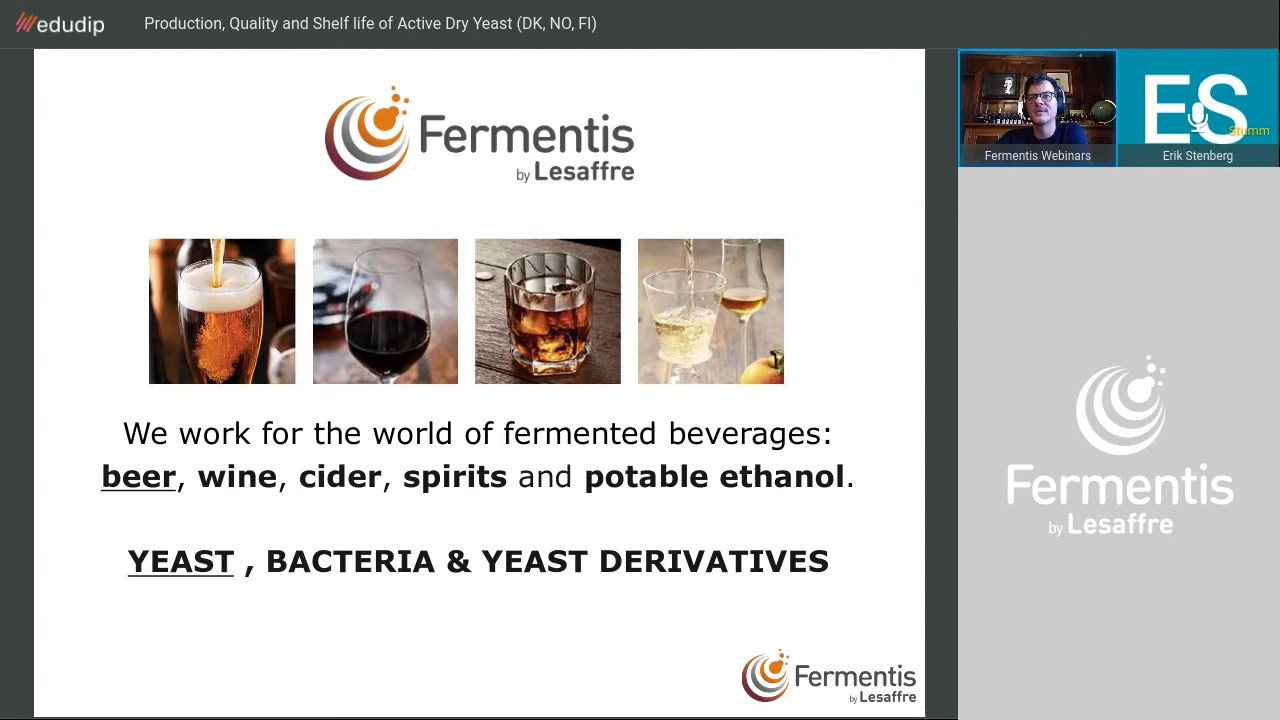 edudip
Production, Quality and Shelf life of Active Dry Yeast (DK, NO, FI)
Fermentis
by Lesaffre
We work for the world of fermented beverages:
beer, wine, cider, spirits and potable ethanol.
YEAST , BACTERIA & YEAST DERIVATIVES
Fermentis
by Lesaffre
ES
Stumm
Fermentis Webinars
Erik Stenberg
Fermentis
by Lesaffre